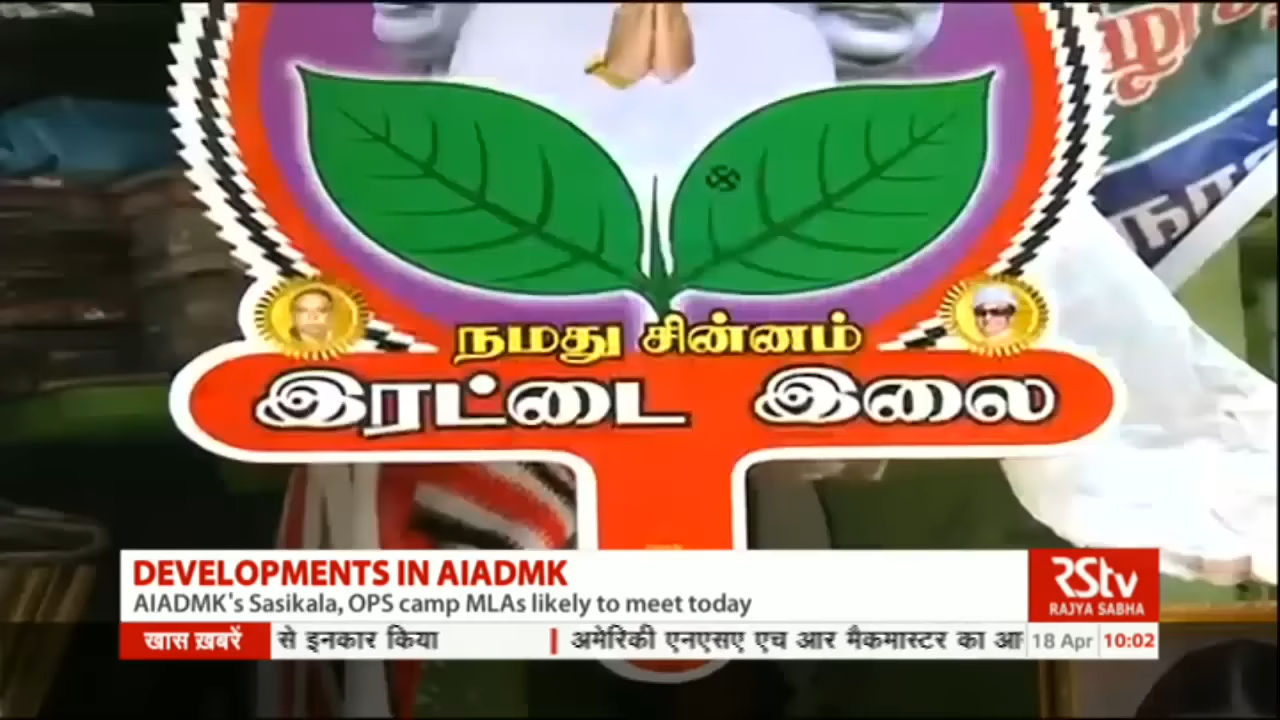 நமது சின்னம்
இரட்டை இலை
DEVELOPMENTS IN AIADMK
AIADMK's Sasikala, OPS camp MLAs likely to meet today
RStv
RAJYA SABHA
खास ख़बरें से इनकार किया | अमेरिकी एनएसए एच आर मैकमास्टर का आ 18 Apr 10:02